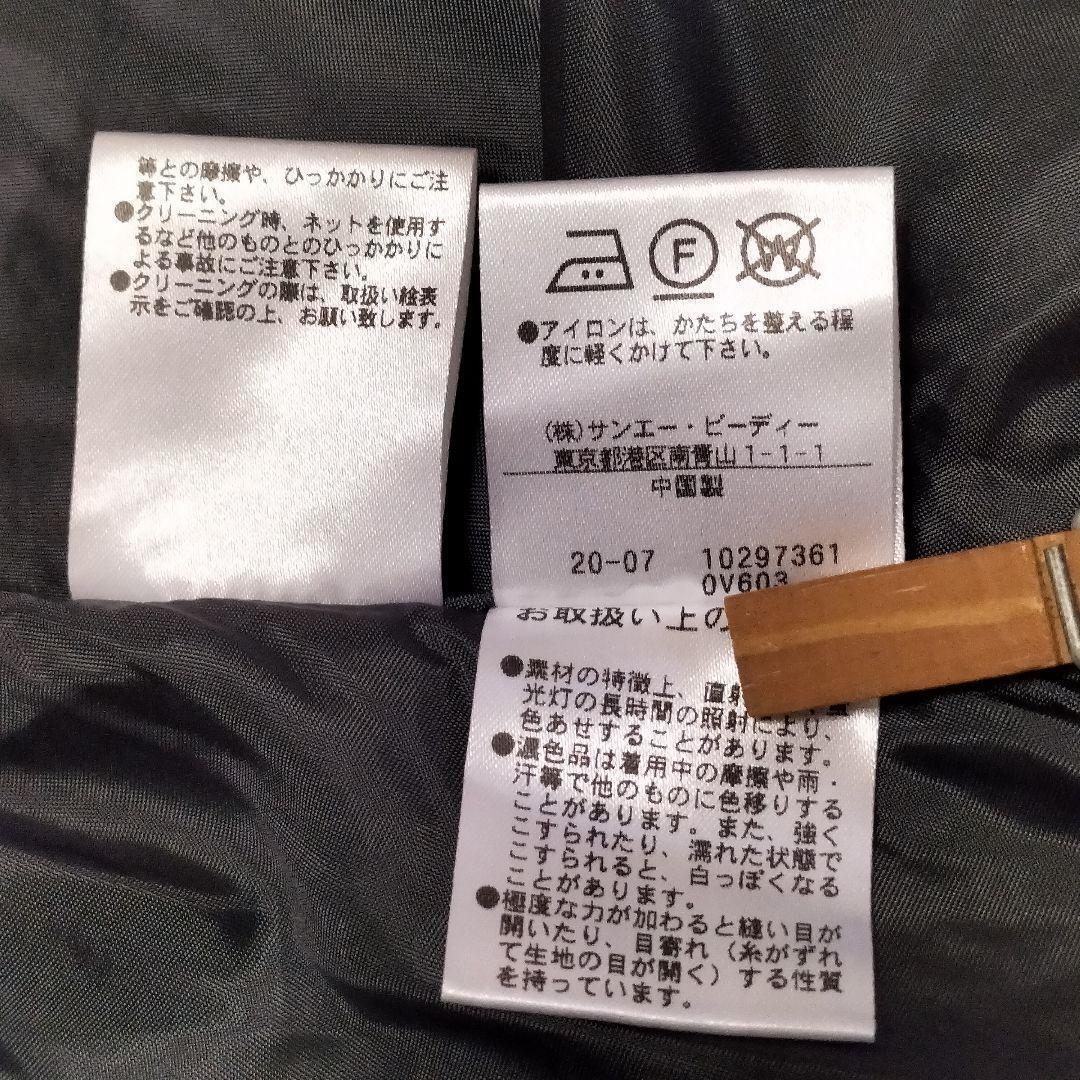 等との摩擦や、ひっかかりにご注
意下さい。
●クリーニング時、ネットを使用す
るなど他のものとのひっかかりに
よる事故にご注意下さい。
●クリーニングの際は、取扱い絵表
示をご確認の上、お願い致します。
F W
●アイロンは、かたちを整える程
度に軽くかけて下さい。
(株)サンエー・ビーディー
東京都港区南青山1-1-1
中国製
20-07 10297361
0V603
お取扱い上の
●素材の特徴上、直射
光灯の長時間の照射により、
色あせすることがあります。
●濃色品は着用中の摩擦や雨・
汗等で他のものに色移りする
ことがあります。また、強く
こすられたり、濡れた状態で
こすられると、白っぽくなる
ことがあります。
●極度な力が加わると縫い目が
開いたり、目寄れ(糸がずれ
て生地の目が開く)する性質
を持っています。